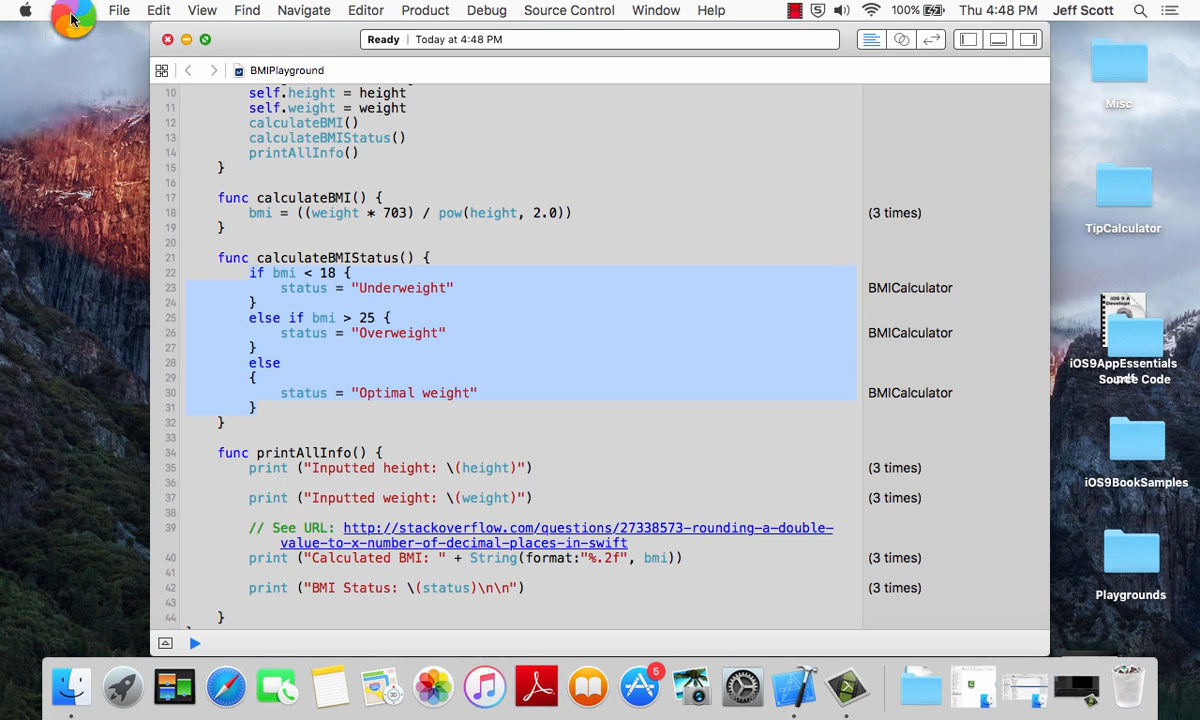 File Edit View Find Navigate Editor Product Debug Source Control Window Help 100% Thu 4:48 PM Jeff Scott
Ready Today at 4:48 PM
BMIPlayground
10 self.height = height
11 self.weight = weight
12 calculateBMI()
13 calculateBMIStatus()
14 printAllInfo()
15 }
16
17 func calculateBMI() {
18 bmi = ((weight * 703) / pow(height, 2.0)) (3 times)
19 }
20
21 func calculateBMIStatus() {
22 if bmi < 18 {
23 status = "Underweight" BMICalculator
24 }
25 else if bmi > 25 {
26 status = "Overweight" BMICalculator
27 }
28 else
29 {
30 status = "Optimal weight" BMICalculator
31 }
32 }
33
34 func printAllInfo() {
35 print ("Inputted height: \(height)") (3 times)
36
37 print ("Inputted weight: \(weight)") (3 times)
38
39 // See URL: http://stackoverflow.com/questions/27338573-rounding-a-double-
value-to-x-number-of-decimal-places-in-swift
40 print ("Calculated BMI: " + String(format:"%.2f", bmi)) (3 times)
41
42 print ("BMI Status: \(status)\n\n") (3 times)
43
44 }
Misc
TipCalculator
iOS 9 A
Develope
iOS9AppEssentials
Source Code
iOS9BookSamples
Playgrounds
30
5